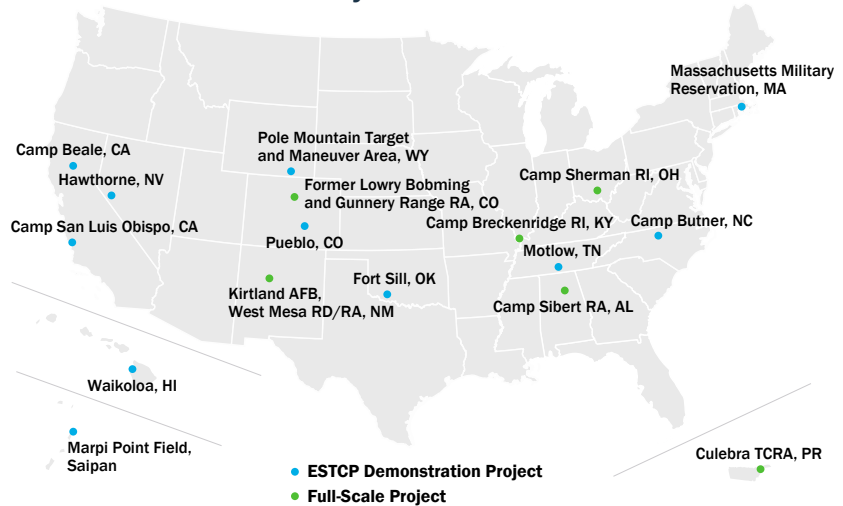 Massachusetts Military
Reservation, MA
Pole Mountain Target
and Maneuver Area, WY
Camp Beale, CA
Hawthorne, NV
Camp Sherman RI, OH
Former Lowry Bobming
and Gunnery Range RA, CO
Camp San Luis Obispo, CA
Camp Breckenridge RI, KY
Camp Butner, NC
Pueblo, CO
Motlow, TN
Fort Sill, OK
Kirtland AFB,
West Mesa RD/RA, NM
Camp Sibert RA, AL
Waikoloa, HI
Marpi Point Field,
Saipan
Culebra TCRA, PR
ESTCP Demonstration Project
Full-Scale Project